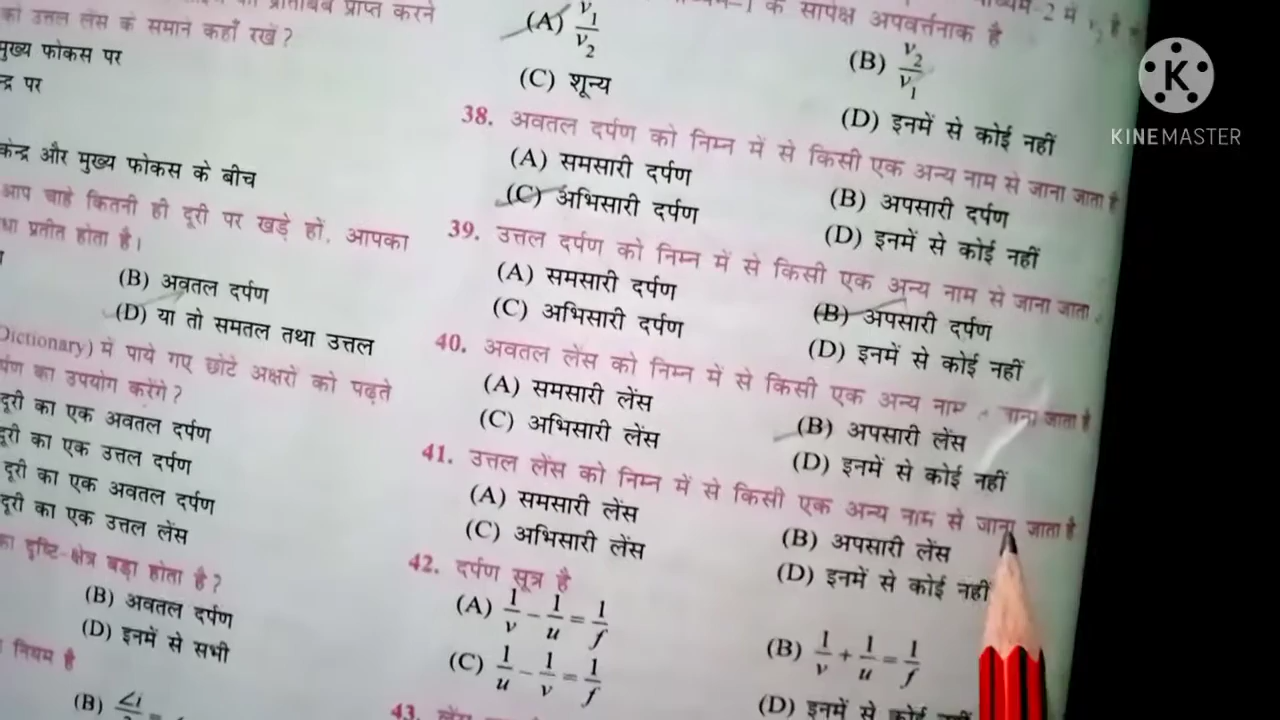 प्रतिबिंब प्राप्त करने
को उत्तल लेंस के समान कहाँ रखें?
मुख्य फोकस पर
न्द्र पर
केन्द्र और मुख्य फोकस के बीच
आप चाहे कितनी ही दूरी पर खड़े हों, आपका
धा प्रतीत होता है।
(B) अवतल दर्पण
(D) या तो समतल तथा उत्तल
Dictionary) में पाये गए छोटे अक्षरों को पढ़ते
र्पण का उपयोग करेंगे?
दूरी का एक अवतल दर्पण
दूरी का एक उत्तल दर्पण
दूरी का एक अवतल दर्पण
दूरी का एक उत्तल लेंस
का दृष्टि-क्षेत्र बड़ा होता है?
(B) अवतल दर्पण
(D) इनमें से सभी
नियम है
(B) ∠i
के सापेक्ष अपवर्त्तनांक है
(A) v₁/v₂
(B) v₂/v₁
(C) शून्य
(D) इनमें से कोई नहीं
38. अवतल दर्पण को निम्न में से किसी एक अन्य नाम से जाना जाता है
(A) समसारी दर्पण
(B) अपसारी दर्पण
(C) अभिसारी दर्पण
(D) इनमें से कोई नहीं
39. उत्तल दर्पण को निम्न में से किसी एक अन्य नाम से जाना जाता
(A) समसारी दर्पण
(B) अपसारी दर्पण
(C) अभिसारी दर्पण
(D) इनमें से कोई नहीं
40. अवतल लेंस को निम्न में से किसी एक अन्य नाम जाना जाता है
(A) समसारी लेंस
(B) अपसारी लेंस
(C) अभिसारी लेंस
(D) इनमें से कोई नहीं
41. उत्तल लेंस को निम्न में से किसी एक अन्य नाम से जाना जाता है
(A) समसारी लेंस
(B) अपसारी लेंस
(C) अभिसारी लेंस
(D) इनमें से कोई नहीं
42. दर्पण सूत्र है
(A) 1/v − 1/u = 1/f
(B) 1/v + 1/u = 1/f
(C) 1/u − 1/v = 1/f
(D) इनमें से कोई नहीं
43. लेंस
K
KINEMASTER